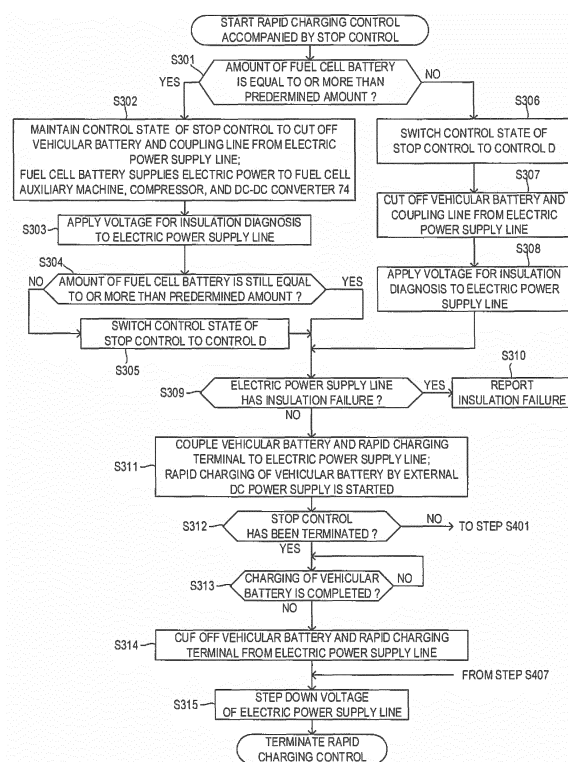 START RAPID CHARGING CONTROL
ACCOMPANIED BY STOP CONTROL
S301
AMOUNT OF FUEL CELL BATTERY
IS EQUAL TO OR MORE THAN
PREDERMINED AMOUNT ?
YES
NO
S302
MAINTAIN CONTROL STATE OF STOP CONTROL TO CUT OFF
VEHICULAR BATTERY AND COUPLING LINE FROM ELECTRIC
POWER SUPPLY LINE;
FUEL CELL BATTERY SUPPLIES ELECTRIC POWER TO FUEL CELL
AUXILIARY MACHINE, COMPRESSOR, AND DC-DC CONVERTER 74
S306
SWITCH CONTROL STATE OF
STOP CONTROL TO CONTROL D
S307
CUT OFF VEHICULAR BATTERY AND
COUPLING LINE FROM ELECTRIC
POWER SUPPLY LINE
S303
APPLY VOLTAGE FOR INSULATION DIAGNOSIS
TO ELECTRIC POWER SUPPLY LINE
S308
APPLY VOLTAGE FOR INSULATION
DIAGNOSIS TO ELECTRIC POWER
SUPPLY LINE
S304
NO
AMOUNT OF FUEL CELL BATTERY IS STILL EQUAL
TO OR MORE THAN PREDERMINED AMOUNT ?
YES
SWITCH CONTROL STATE OF
STOP CONTROL TO CONTROL D
S305
S309
ELECTRIC POWER SUPPLY LINE
HAS INSULATION FAILURE ?
YES
NO
S310
REPORT
INSULATION FAILURE
S311
COUPLE VEHICULAR BATTERY AND RAPID CHARGING
TERMINAL TO ELECTRIC POWER SUPPLY LINE;
RAPID CHARGING OF VEHICULAR BATTERY BY EXTERNAL
DC POWER SUPPLY IS STARTED
S312
STOP CONTROL
HAS BEEN TERMINATED ?
NO
TO STEP S401
YES
S313
CHARGING OF VEHICULAR
BATTERY IS COMPLETED ?
NO
NO
S314
CUF OFF VEHICULAR BATTERY AND RAPID CHARGING
TERMINAL FROM ELECTRIC POWER SUPPLY LINE
FROM STEP S407
S315
STEP DOWN VOLTAGE
OF ELECTRIC POWER SUPPLY LINE
TERMINATE RAPID
CHARGING CONTROL